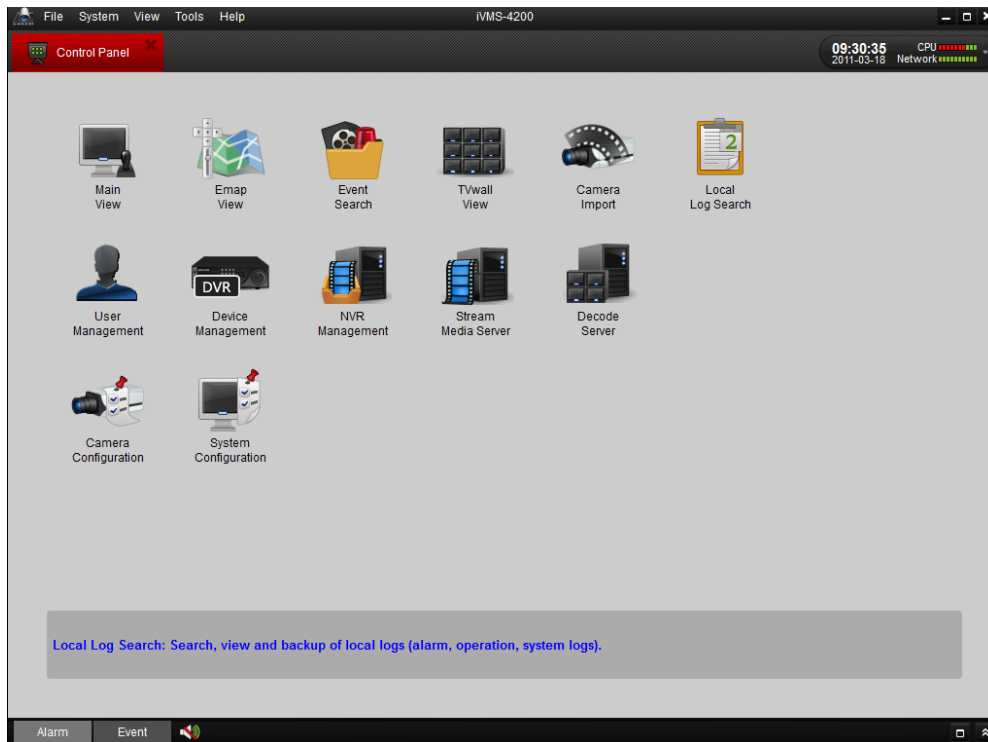 File System View Tools Help iVMS-4200
Control Panel
09:30:35 CPU
2011-03-18 Network
Main
View
Emap
View
Event
Search
TVwall
View
Camera
Import
2
Local
Log Search
User
Management
DVR
Device
Management
NVR
Management
Stream
Media Server
Decode
Server
Camera
Configuration
System
Configuration
Local Log Search: Search, view and backup of local logs (alarm, operation, system logs).
Alarm Event